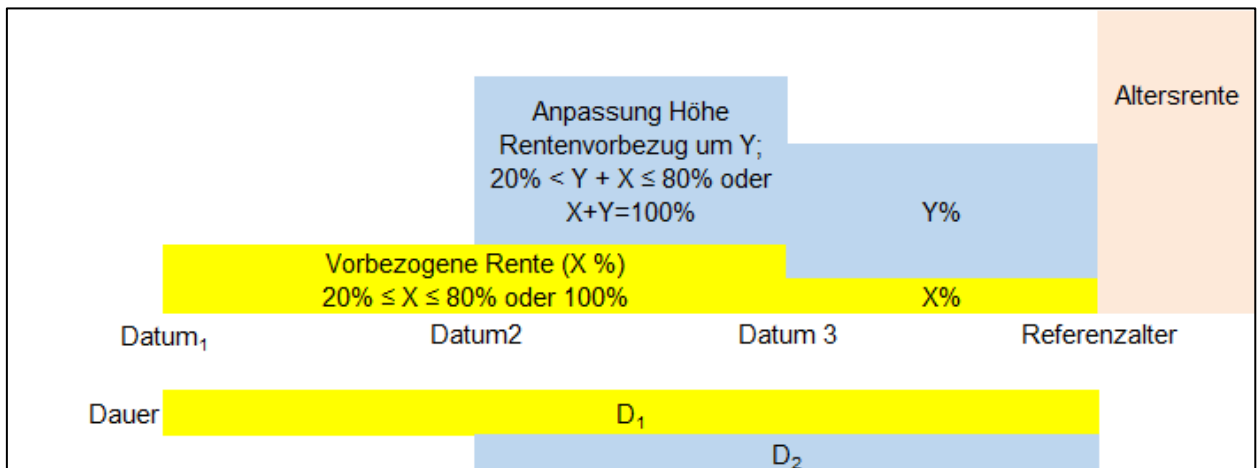 Altersrente
Anpassung Höhe
Rentenvorbezug um Y;
20% < Y + X ≤ 80% oder
X+Y=100%
Y%
Vorbezogene Rente (X %)
20% ≤ X ≤ 80% oder 100%
X%
Datum₁
Datum2
Datum 3
Referenzalter
Dauer
D₁
D₂